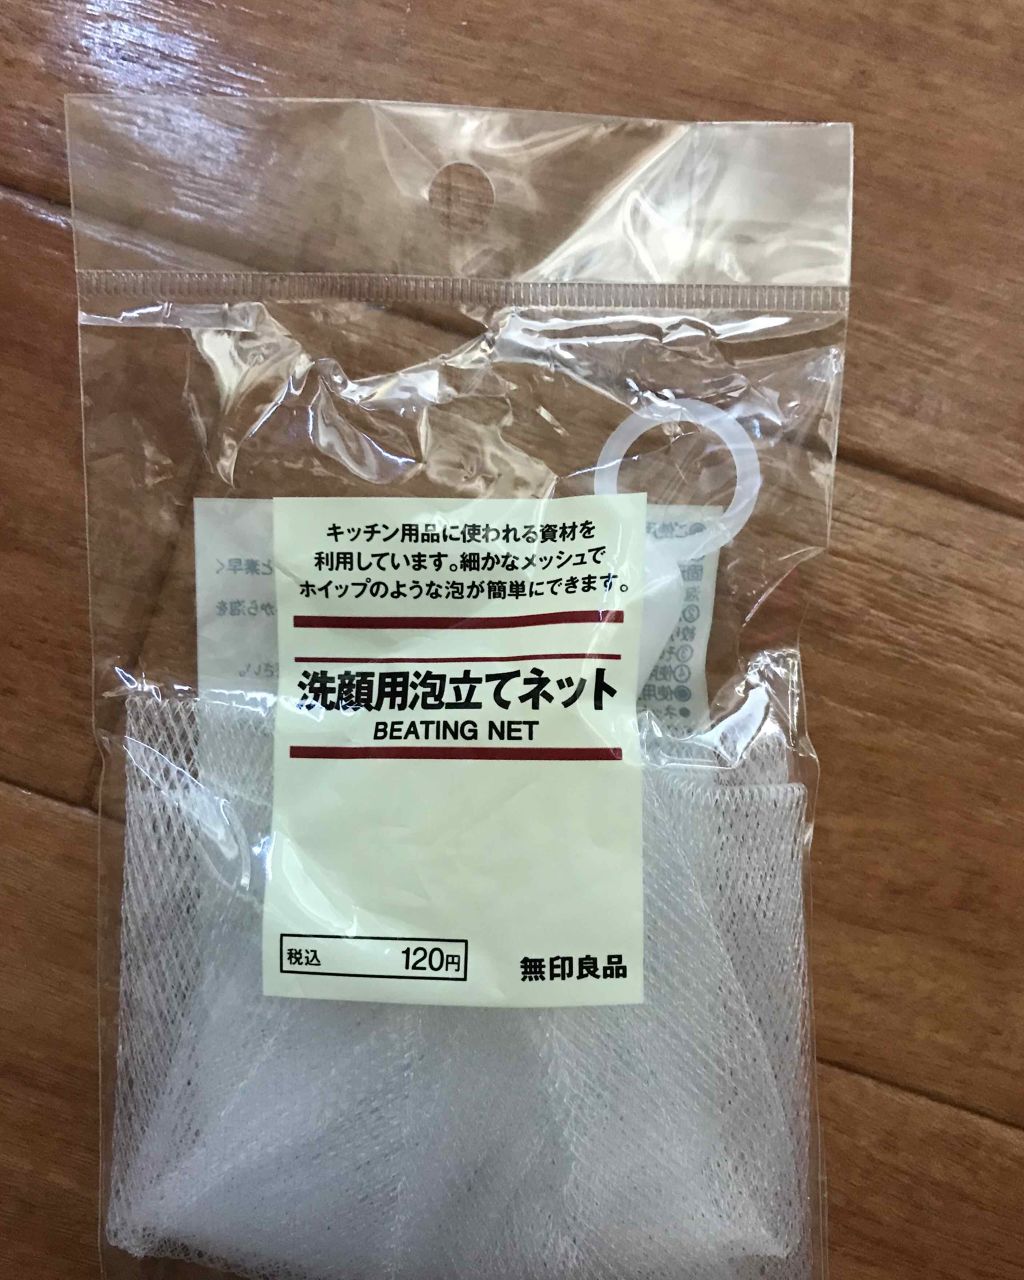 キッチン用品に使われる資材を
利用しています。細かなメッシュで
ホイップのような泡が簡単にできます。
洗顔用泡立てネット
BEATING NET
税込 120円
無印良品